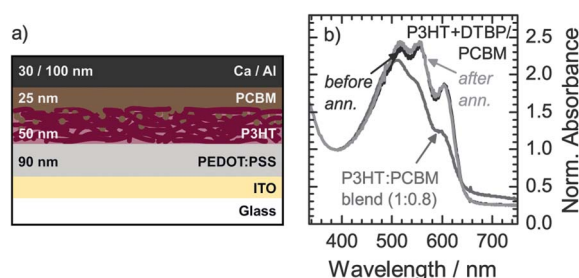 a)
30 / 100 nm Ca / Al
25 nm PCBM
50 nm P3HT
90 nm PEDOT:PSS
ITO
Glass
b)
P3HT+DTBP/
PCBM
before
ann.
after
ann.
P3HT:PCBM
blend (1:0.8)
2.5
2.0
1.5
1.0
0.5
0.0
Norm. Absorbance
400 500 600 700
Wavelength / nm